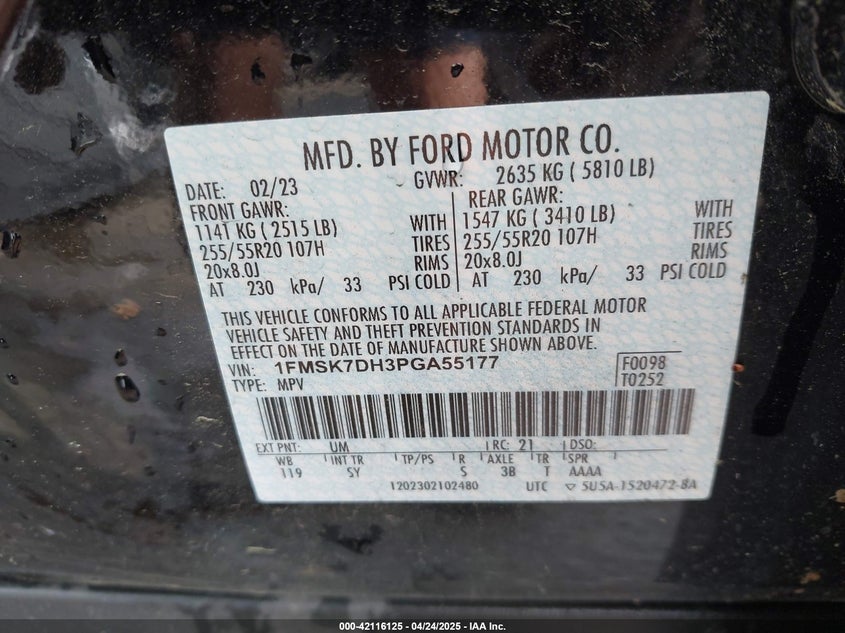 MFD. BY FORD MOTOR CO.
DATE: 02/23 GVWR: 2635 KG ( 5810 LB)
FRONT GAWR: REAR GAWR:
1141 KG ( 2515 LB) WITH 1547 KG ( 3410 LB) WITH
255/55R20 107H TIRES 255/55R20 107H TIRES
20x8.0J RIMS 20x8.0J RIMS
AT 230 kPa/ 33 PSI COLD AT 230 kPa/ 33 PSI COLD
THIS VEHICLE CONFORMS TO ALL APPLICABLE FEDERAL MOTOR
VEHICLE SAFETY AND THEFT PREVENTION STANDARDS IN
EFFECT ON THE DATE OF MANUFACTURE SHOWN ABOVE.
VIN: 1FMSK7DH3PGA55177 F0098
TYPE: MPV T0252
EXT PNT: UM RC: 21 DSO:
WB INT TR TP/PS R AXLE TR SPR
119 SY S 3B T AAAA
1202302102480 UTC ▽ 5U5A-1520472-BA
000-42116125 - 04/24/2025 - IAA Inc.